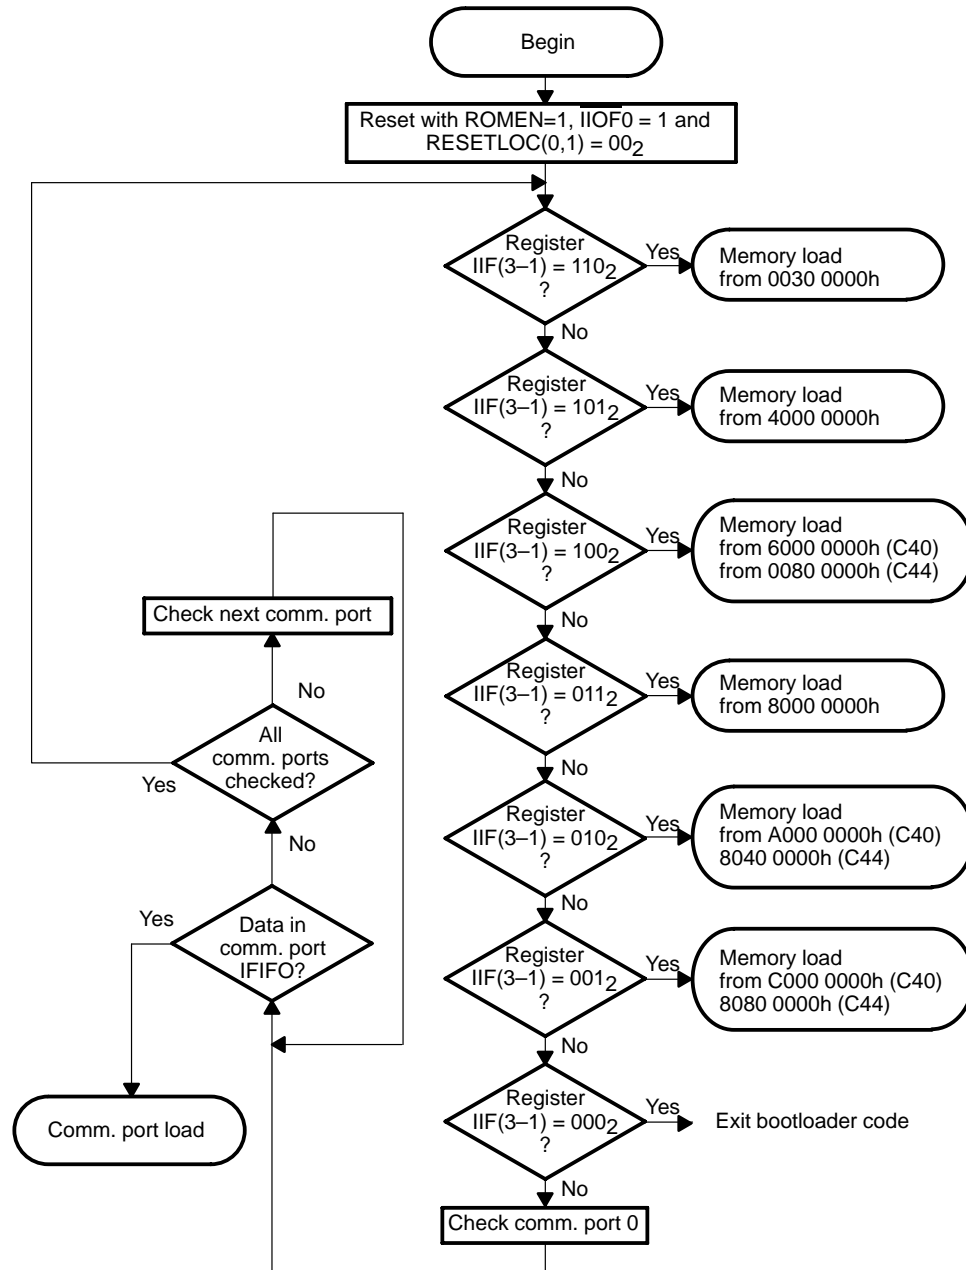 Begin
Reset with ROMEN=1, IIOF0 = 1 and
RESETLOC(0,1) = 00₂
Register
IIF(3–1) = 110₂
?
Yes
Memory load
from 0030 0000h
No
Register
IIF(3–1) = 101₂
?
Yes
Memory load
from 4000 0000h
No
Register
IIF(3–1) = 100₂
?
Yes
Memory load
from 6000 0000h (C40)
from 0080 0000h (C44)
No
Register
IIF(3–1) = 011₂
?
Yes
Memory load
from 8000 0000h
No
Register
IIF(3–1) = 010₂
?
Yes
Memory load
from A000 0000h (C40)
8040 0000h (C44)
No
Register
IIF(3–1) = 001₂
?
Yes
Memory load
from C000 0000h (C40)
8080 0000h (C44)
No
Register
IIF(3–1) = 000₂
?
Yes
Exit bootloader code
No
Check comm. port 0
Check next comm. port
No
All
comm. ports
checked?
Yes
No
Data in
comm. port
IFIFO?
Yes
Comm. port load